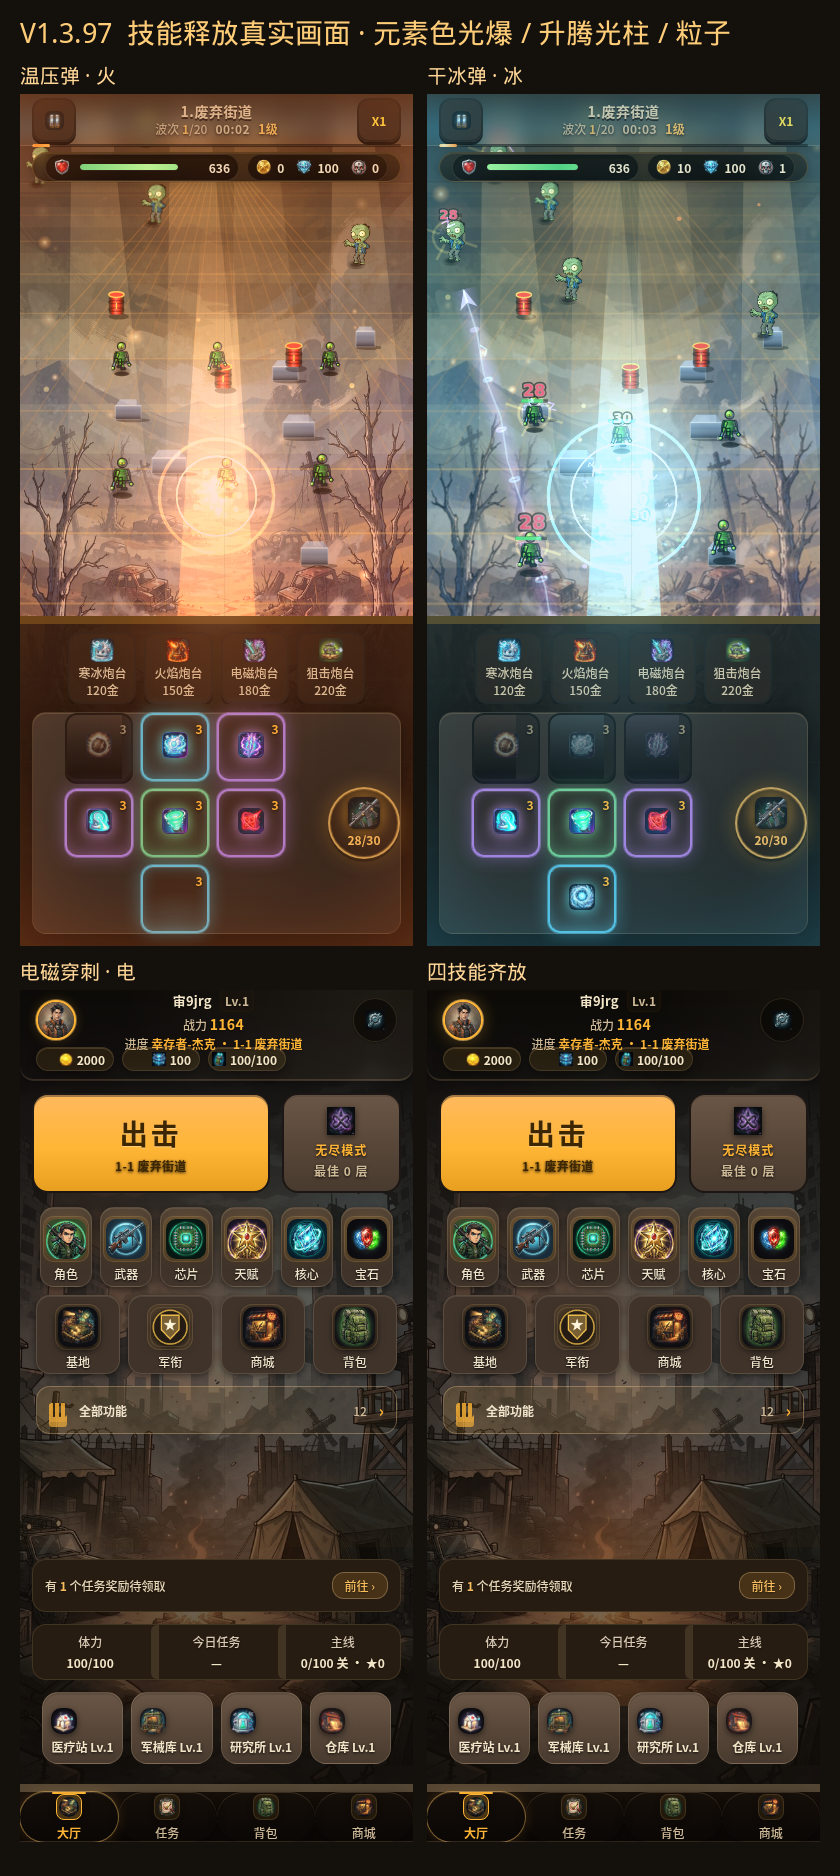 V1.3.97 技能释放真实画面 · 元素色光爆 / 升腾光柱 / 粒子
温压弹 · 火
1.废弃街道
波次 1/20 00:02 1级
X1
636
0
100
0
寒冰炮台
120金
火焰炮台
150金
电磁炮台
180金
狙击炮台
220金
3
3
3
3
3
3
28/30
3
干冰弹 · 冰
1.废弃街道
波次 1/20 00:03 1级
X1
636
10
100
1
28
28
30
30
28
寒冰炮台
120金
火焰炮台
150金
电磁炮台
180金
狙击炮台
220金
3
3
3
3
3
3
20/30
3
电磁穿刺 · 电
宙9jrg Lv.1
战力 1164
进度 幸存者-杰克 · 1-1 废弃街道
2000
100
100/100
出击
1-1 废弃街道
无尽模式
最佳 0 层
角色
武器
芯片
天赋
核心
宝石
基地
军衔
商城
背包
全部功能
12 ›
有 1 个任务奖励待领取
前往 ›
体力
100/100
今日任务
—
主线
0/100 关 · ★0
医疗站 Lv.1
军械库 Lv.1
研究所 Lv.1
仓库 Lv.1
大厅
任务
背包
商城
四技能齐放
宙9jrg Lv.1
战力 1164
进度 幸存者-杰克 · 1-1 废弃街道
2000
100
100/100
出击
1-1 废弃街道
无尽模式
最佳 0 层
角色
武器
芯片
天赋
核心
宝石
基地
军衔
商城
背包
全部功能
12 ›
有 1 个任务奖励待领取
前往 ›
体力
100/100
今日任务
—
主线
0/100 关 · ★0
医疗站 Lv.1
军械库 Lv.1
研究所 Lv.1
仓库 Lv.1
大厅
任务
背包
商城